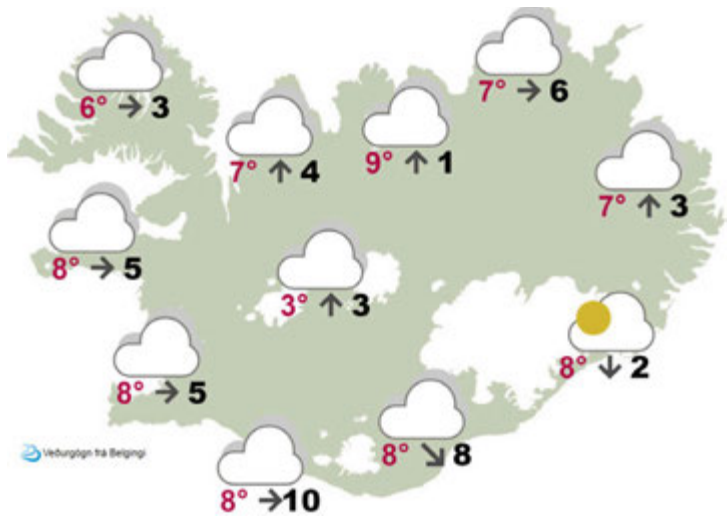 6° → 3
7° → 6
7° ↑ 4
9° ↑ 1
7° ↑ 3
8° → 5
3° ↑ 3
8° ↓ 2
8° → 5
8° ↘ 8
Veðurgögn frá Belgingi
8° → 10